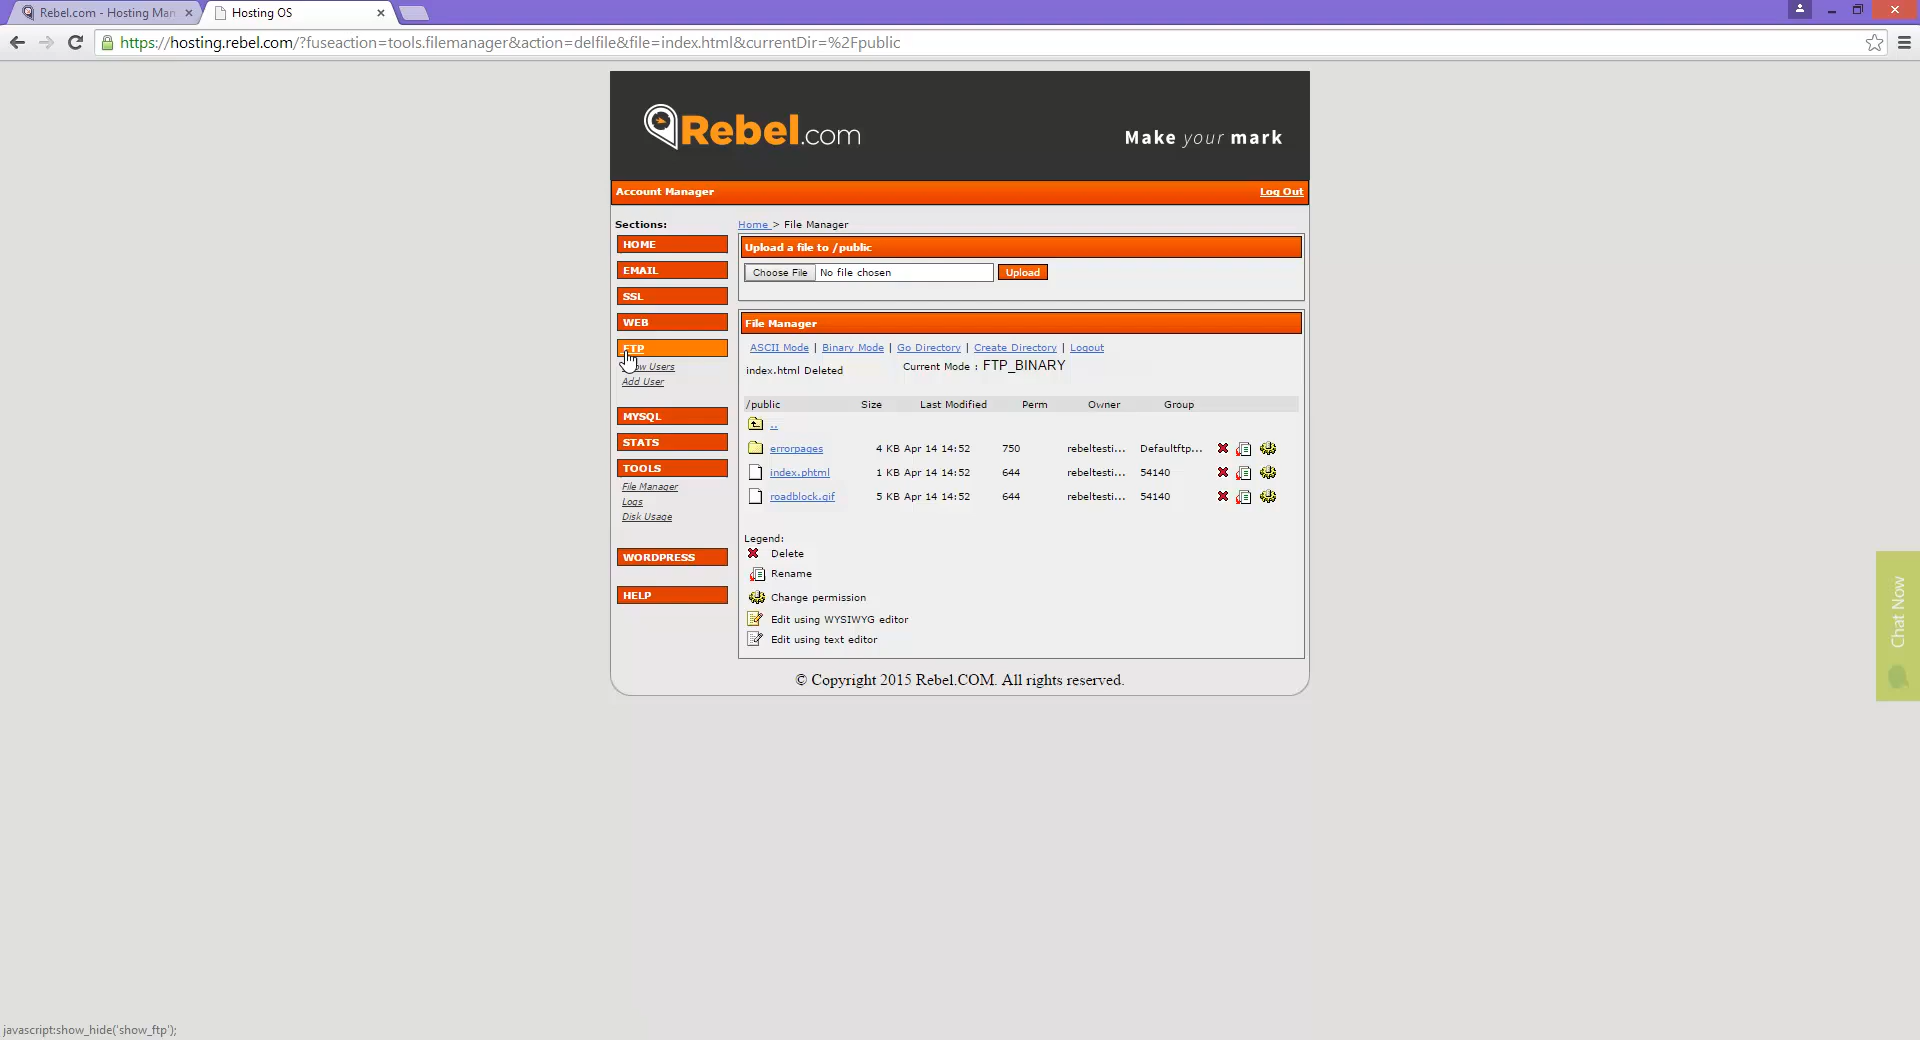 Rebel.com - Hosting Man
Hosting OS
https://hosting.rebel.com/?fuseaction=tools.filemanager&action=delfile&file=index.html&currentDir=%2Fpublic
Rebel.com
Make your mark
Account Manager
Log Out
Sections:
HOME
EMAIL
SSL
WEB
FTP
Users
Add User
MYSQL
STATS
TOOLS
File Manager
Logs
Disk Usage
WORDPRESS
HELP
Home > File Manager
Upload a file to /public
Choose File No file chosen Upload
File Manager
ASCII Mode | Binary Mode | Go Directory | Create Directory | Logout
index.html Deleted Current Mode : FTP_BINARY
/public Size Last Modified Perm Owner Group
..
errorpages 4 KB Apr 14 14:52 750 rebeltesti... Defaultftp...
index.phtml 1 KB Apr 14 14:52 644 rebeltesti... 54140
roadblock.gif 5 KB Apr 14 14:52 644 rebeltesti... 54140
Legend:
Delete
Rename
Change permission
Edit using WYSIWYG editor
Edit using text editor
© Copyright 2015 Rebel.COM. All rights reserved.
Chat Now
javascript:show_hide('show_ftp');